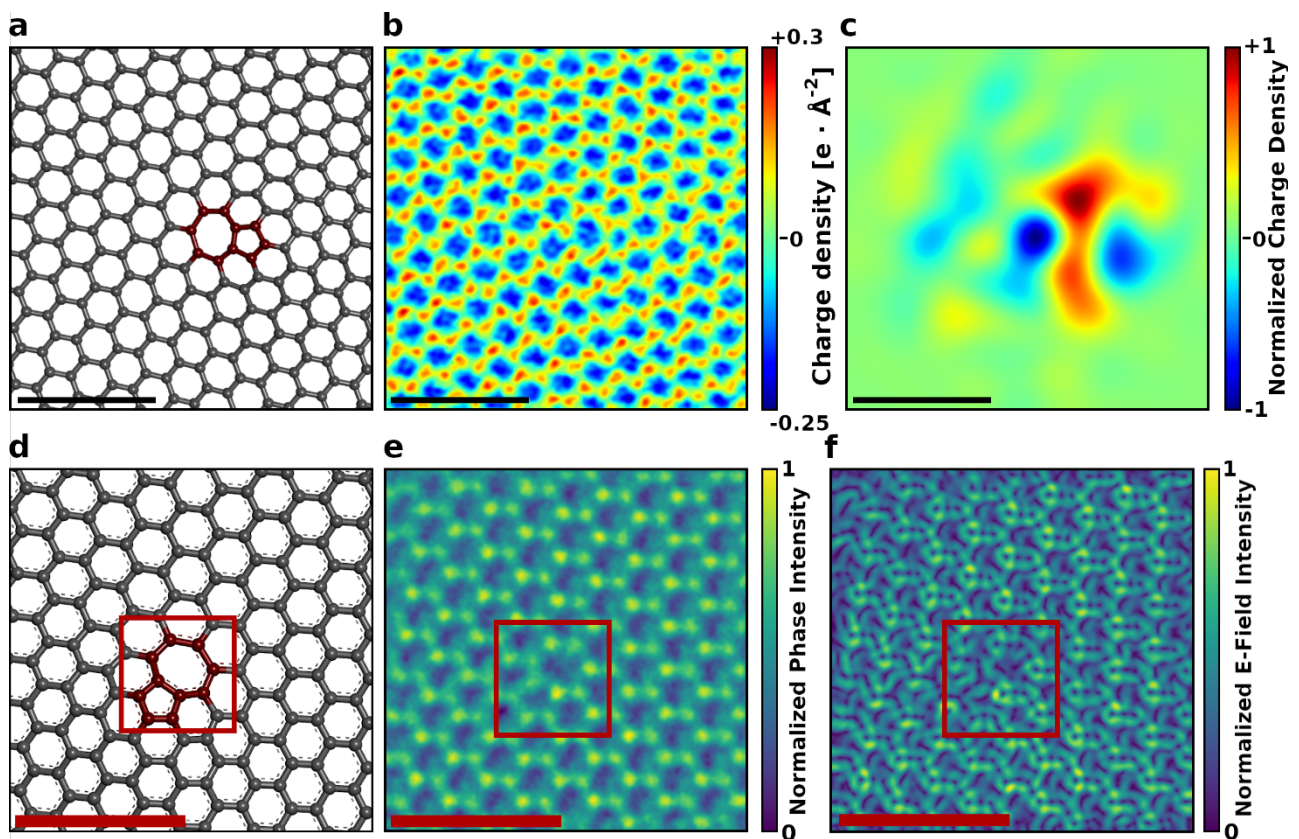 a
b
c
+0.3
0
-0.25
Charge density [e · Å⁻²]
+1
0
-1
Normalized Charge Density
d
e
f
1
0
Normalized Phase Intensity
1
0
Normalized E-Field Intensity